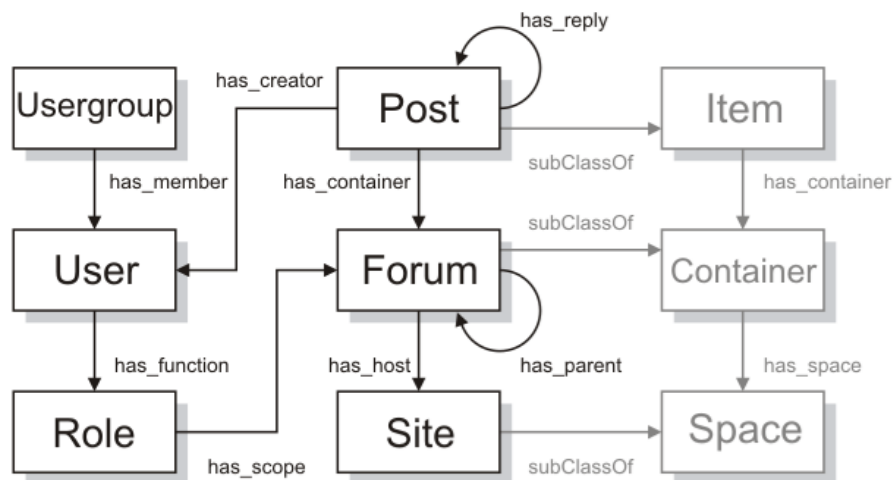 has_reply
has_creator
Usergroup
Post
Item
subClassOf
has_member
has_container
has_container
subClassOf
User
Forum
Container
has_function
has_host
has_parent
has_space
Role
Site
Space
has_scope
subClassOf